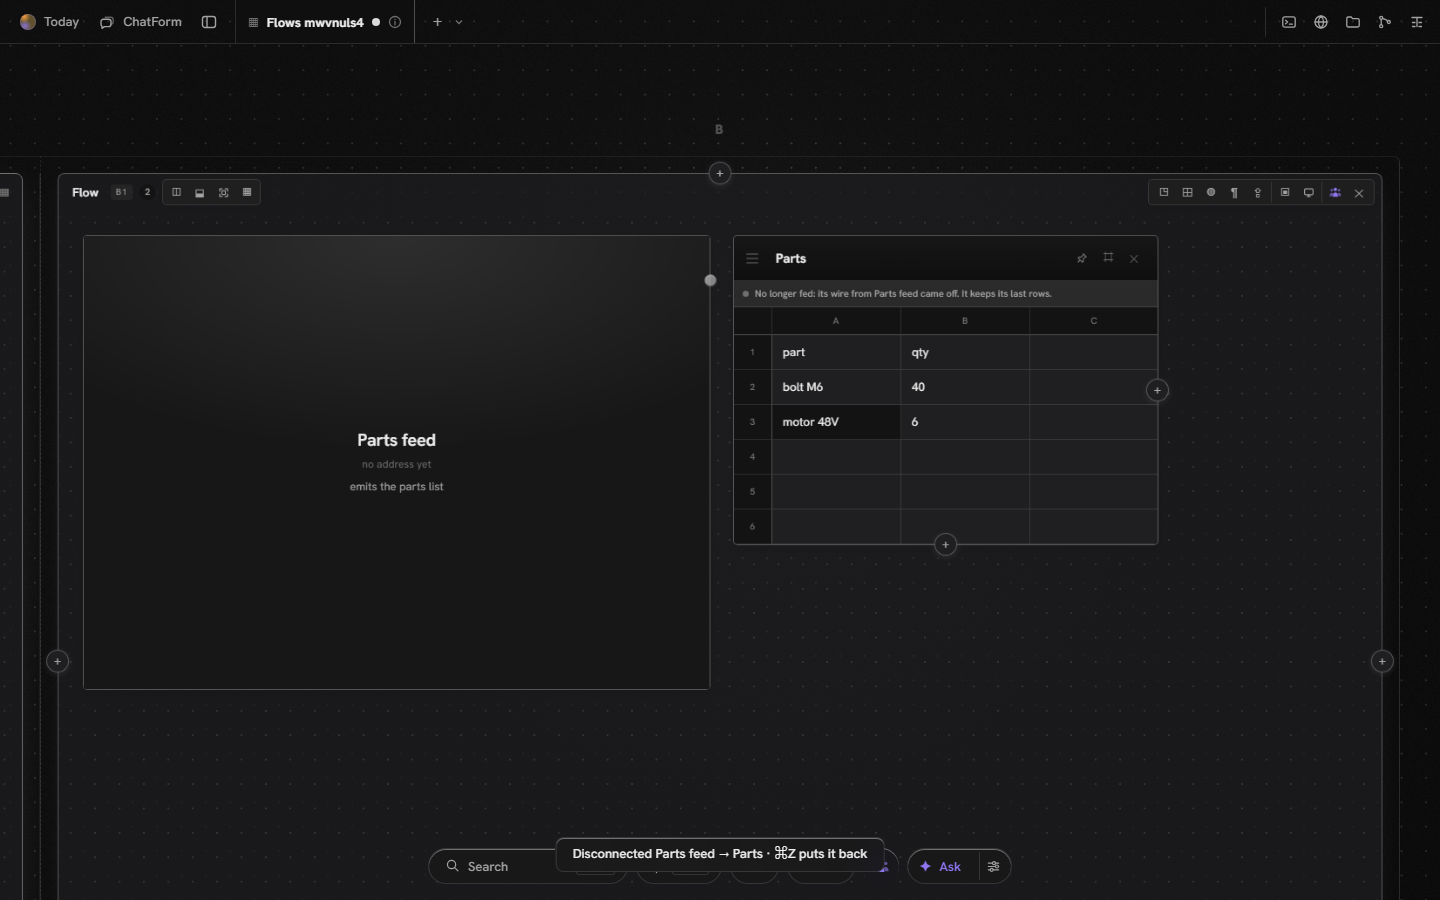 Today
ChatForm
Flows mwvnuls4
B
Flow
B1
2
Parts
No longer fed: its wire from Parts feed came off. It keeps its last rows.
A
B
C
1
part
qty
2
bolt M6
40
3
motor 48V
6
4
5
6
Parts feed
no address yet
emits the parts list
Disconnected Parts feed → Parts · ⌘Z puts it back
Search
Ask